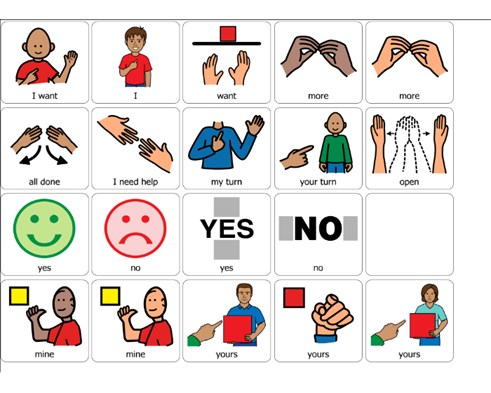 I want
I
want
more
more
all done
I need help
my turn
your turn
open
YES
NO
yes
no
yes
no
mine
mine
yours
yours
yours